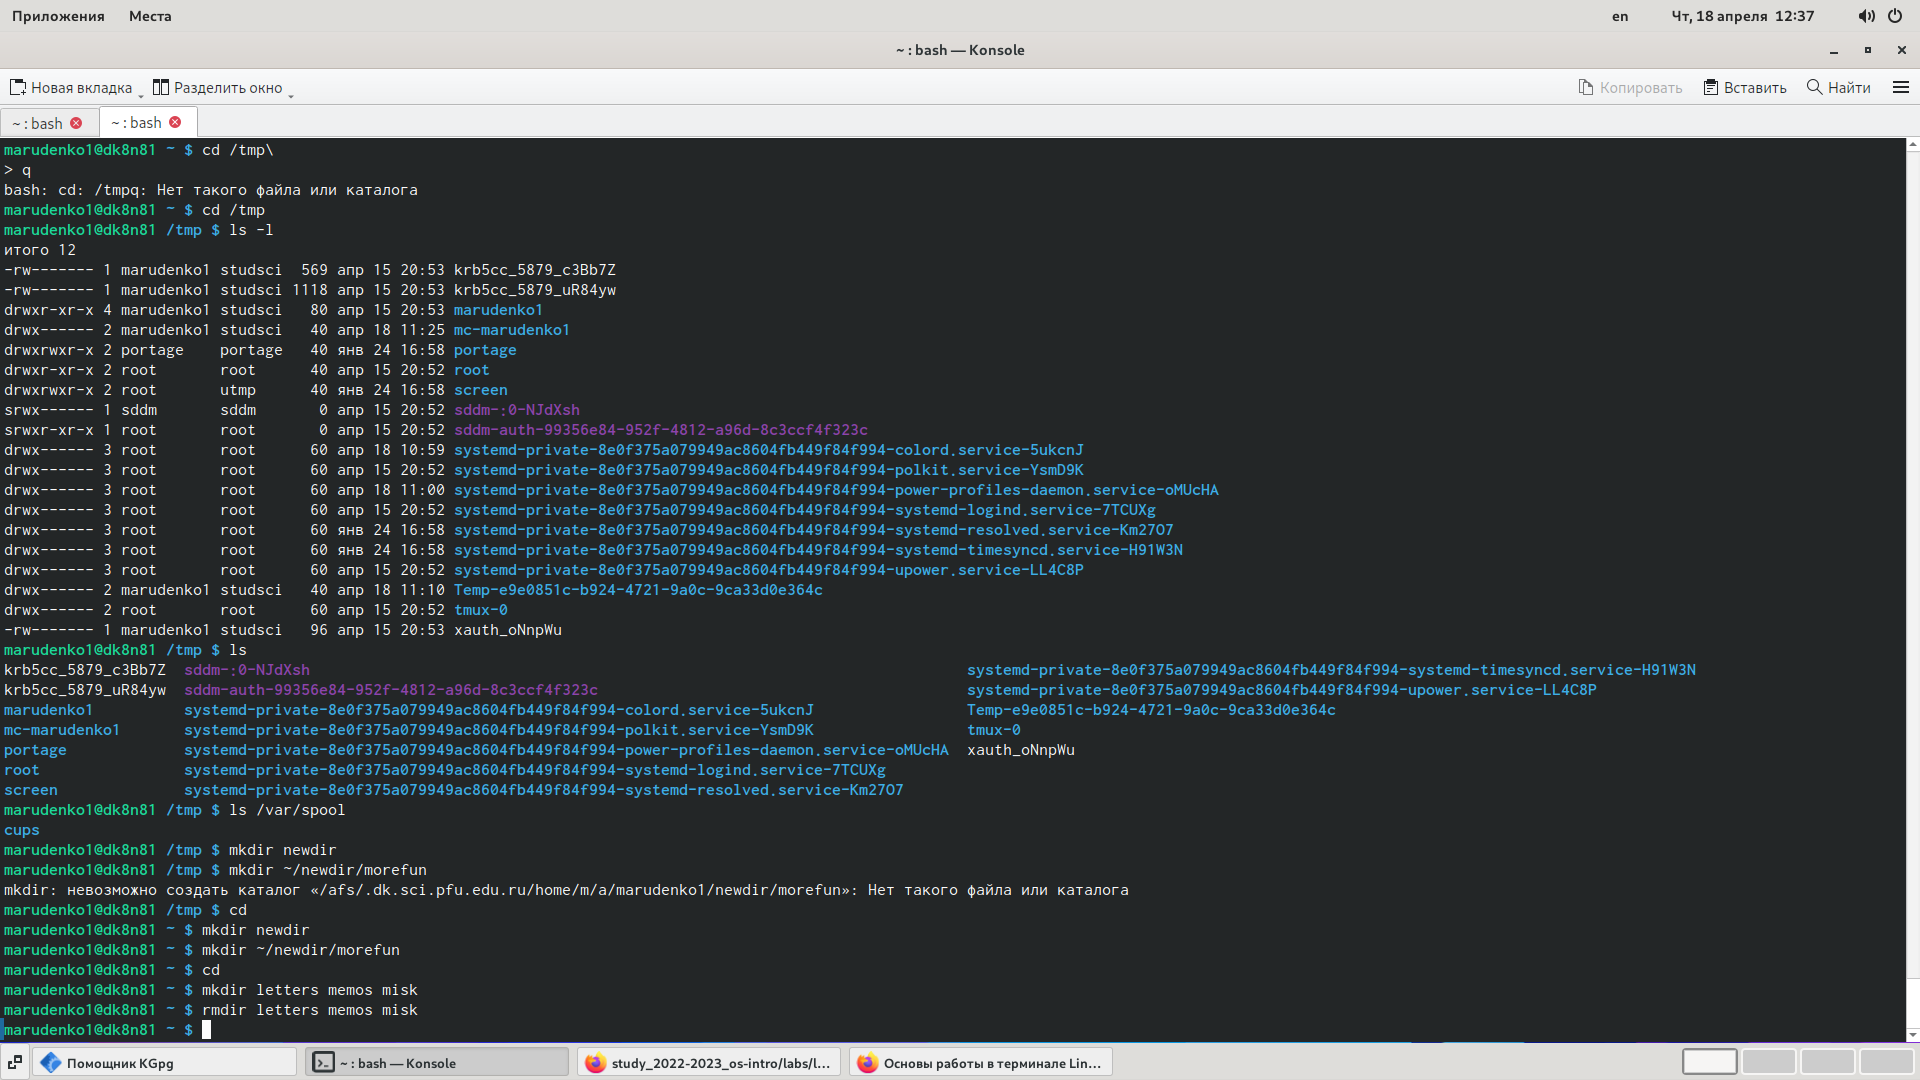 Приложения Места en Чт, 18 апреля 12:37
~ : bash — Konsole
Новая вкладка Разделить окно Копировать Вставить Найти
~ : bash ~ : bash
marudenko1@dk8n81 ~ $ cd /tmp\
> q
bash: cd: /tmpq: Нет такого файла или каталога
marudenko1@dk8n81 ~ $ cd /tmp
marudenko1@dk8n81 /tmp $ ls -l
итого 12
-rw------- 1 marudenko1 studsci  569 апр 15 20:53 krb5cc_5879_c3Bb7Z
-rw------- 1 marudenko1 studsci 1118 апр 15 20:53 krb5cc_5879_uR84yw
drwxr-xr-x 4 marudenko1 studsci   80 апр 15 20:53 marudenko1
drwx------ 2 marudenko1 studsci   40 апр 18 11:25 mc-marudenko1
drwxrwxr-x 2 portage    portage   40 янв 24 16:58 portage
drwxr-xr-x 2 root       root      40 апр 15 20:52 root
drwxrwxr-x 2 root       utmp      40 янв 24 16:58 screen
srwx------ 1 sddm       sddm       0 апр 15 20:52 sddm-:0-NJdXsh
srwxr-xr-x 1 root       root       0 апр 15 20:52 sddm-auth-99356e84-952f-4812-a96d-8c3ccf4f323c
drwx------ 3 root       root      60 апр 18 10:59 systemd-private-8e0f375a079949ac8604fb449f84f994-colord.service-5ukcnJ
drwx------ 3 root       root      60 апр 15 20:52 systemd-private-8e0f375a079949ac8604fb449f84f994-polkit.service-YsmD9K
drwx------ 3 root       root      60 апр 18 11:00 systemd-private-8e0f375a079949ac8604fb449f84f994-power-profiles-daemon.service-oMUcHA
drwx------ 3 root       root      60 апр 15 20:52 systemd-private-8e0f375a079949ac8604fb449f84f994-systemd-logind.service-7TCUXg
drwx------ 3 root       root      60 янв 24 16:58 systemd-private-8e0f375a079949ac8604fb449f84f994-systemd-resolved.service-Km27O7
drwx------ 3 root       root      60 янв 24 16:58 systemd-private-8e0f375a079949ac8604fb449f84f994-systemd-timesyncd.service-H91W3N
drwx------ 3 root       root      60 апр 15 20:52 systemd-private-8e0f375a079949ac8604fb449f84f994-upower.service-LL4C8P
drwx------ 2 marudenko1 studsci   40 апр 18 11:10 Temp-e9e0851c-b924-4721-9a0c-9ca33d0e364c
drwx------ 2 root       root      60 апр 15 20:52 tmux-0
-rw------- 1 marudenko1 studsci   96 апр 15 20:53 xauth_oNnpWu
marudenko1@dk8n81 /tmp $ ls
krb5cc_5879_c3Bb7Z  sddm-:0-NJdXsh  systemd-private-8e0f375a079949ac8604fb449f84f994-systemd-timesyncd.service-H91W3N
krb5cc_5879_uR84yw  sddm-auth-99356e84-952f-4812-a96d-8c3ccf4f323c  systemd-private-8e0f375a079949ac8604fb449f84f994-upower.service-LL4C8P
marudenko1  systemd-private-8e0f375a079949ac8604fb449f84f994-colord.service-5ukcnJ  Temp-e9e0851c-b924-4721-9a0c-9ca33d0e364c
mc-marudenko1  systemd-private-8e0f375a079949ac8604fb449f84f994-polkit.service-YsmD9K  tmux-0
portage  systemd-private-8e0f375a079949ac8604fb449f84f994-power-profiles-daemon.service-oMUcHA  xauth_oNnpWu
root  systemd-private-8e0f375a079949ac8604fb449f84f994-systemd-logind.service-7TCUXg
screen  systemd-private-8e0f375a079949ac8604fb449f84f994-systemd-resolved.service-Km27O7
marudenko1@dk8n81 /tmp $ ls /var/spool
cups
marudenko1@dk8n81 /tmp $ mkdir newdir
marudenko1@dk8n81 /tmp $ mkdir ~/newdir/morefun
mkdir: невозможно создать каталог «/afs/.dk.sci.pfu.edu.ru/home/m/a/marudenko1/newdir/morefun»: Нет такого файла или каталога
marudenko1@dk8n81 /tmp $ cd
marudenko1@dk8n81 ~ $ mkdir newdir
marudenko1@dk8n81 ~ $ mkdir ~/newdir/morefun
marudenko1@dk8n81 ~ $ cd
marudenko1@dk8n81 ~ $ mkdir letters memos misk
marudenko1@dk8n81 ~ $ rmdir letters memos misk
marudenko1@dk8n81 ~ $
Помощник KGpg ~ : bash — Konsole study_2022-2023_os-intro/labs/l... Основы работы в терминале Lin...